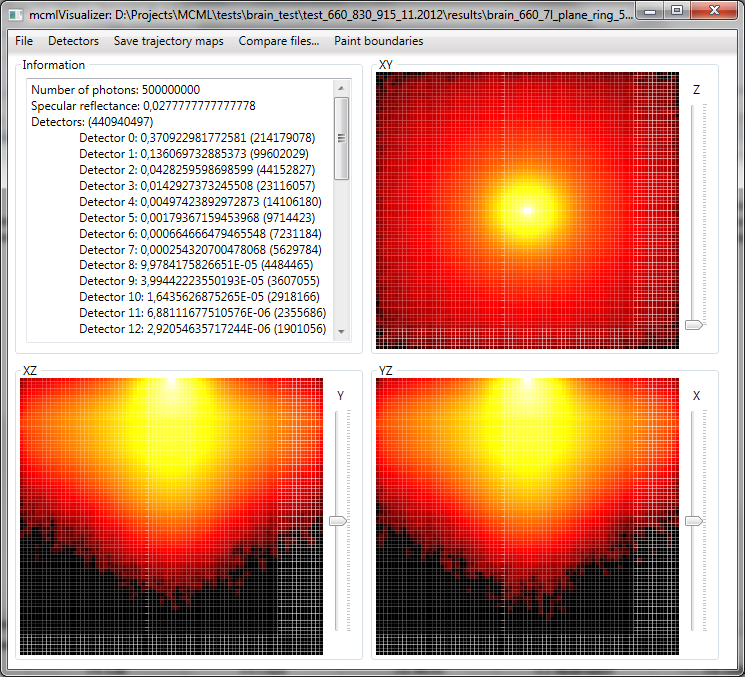 mcmlVisualizer: D:\Projects\MCML\tests\brain_test\test_660_830_915_11.2012\results\brain_660_7l_plane_ring_5...
File Detectors Save trajectory maps Compare files... Paint boundaries
Information
Number of photons: 500000000
Specular reflectance: 0,0277777777777778
Detectors: (440940497)
Detector 0: 0,370922981772581 (214179078)
Detector 1: 0,136069732885373 (99602029)
Detector 2: 0,0428259598698599 (44152827)
Detector 3: 0,0142927373245508 (23116057)
Detector 4: 0,00497423892972873 (14106180)
Detector 5: 0,00179367159453968 (9714423)
Detector 6: 0,000664666479465548 (7231184)
Detector 7: 0,000254320700478068 (5629784)
Detector 8: 9,9784175826651E-05 (4484465)
Detector 9: 3,99442223550193E-05 (3607055)
Detector 10: 1,6435626875265E-05 (2918166)
Detector 11: 6,88111677510576E-06 (2355686)
Detector 12: 2,92054635717244E-06 (1901056)
XY
Z
XZ
Y
YZ
X